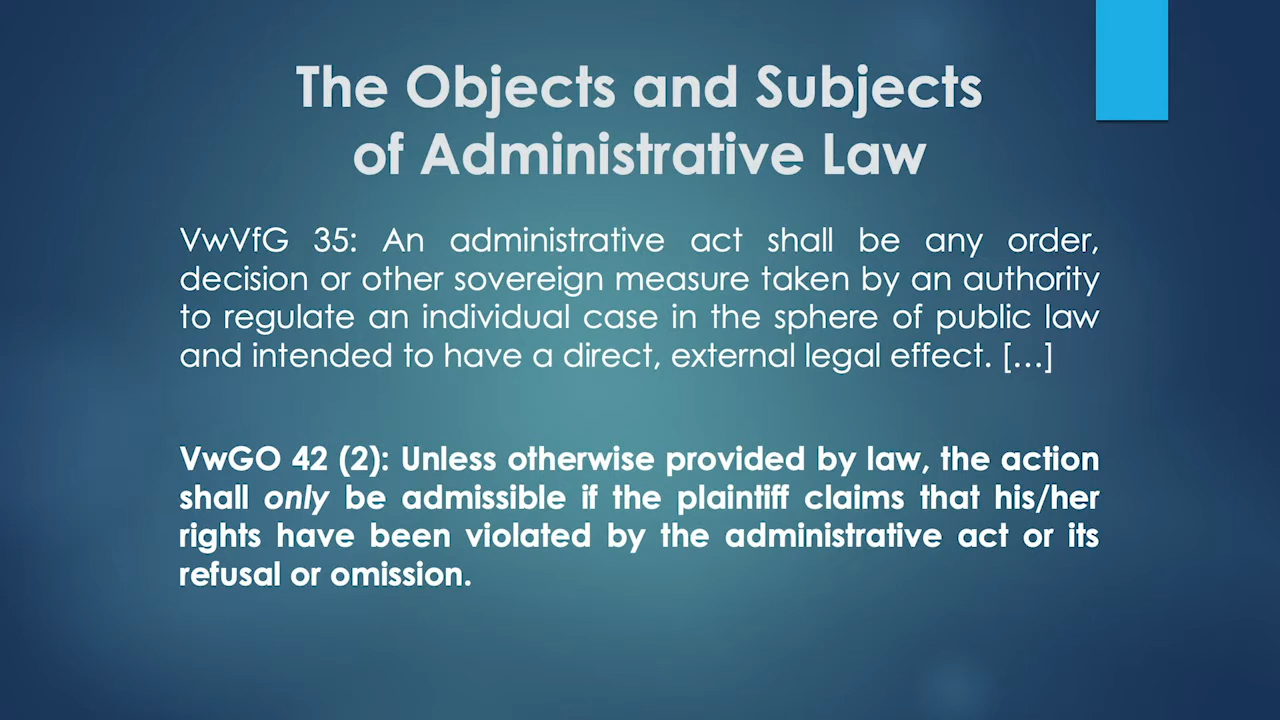 The Objects and Subjects
of Administrative Law
VwVfG 35: An administrative act shall be any order,
decision or other sovereign measure taken by an authority
to regulate an individual case in the sphere of public law
and intended to have a direct, external legal effect. […]
VwGO 42 (2): Unless otherwise provided by law, the action
shall only be admissible if the plaintiff claims that his/her
rights have been violated by the administrative act or its
refusal or omission.